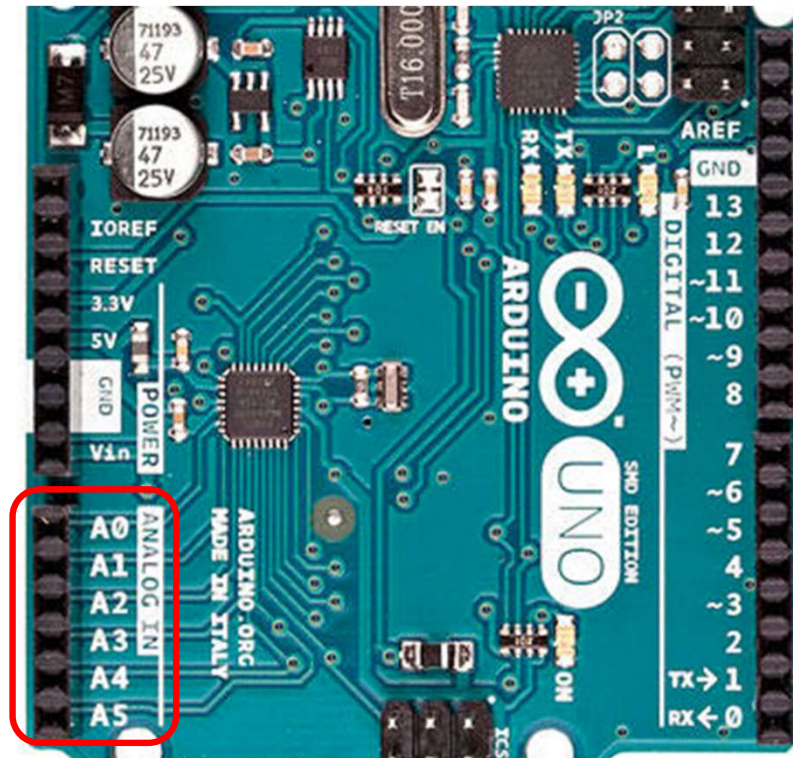 71193
47
25V
71193
47
25V
M7
T16.000
JP2
RX
TX
L
RESET EN
AREF
GND
13
12
~11
~10
~9
8
7
~6
~5
4
~3
2
TX→1
RX←0
DIGITAL (PWM~)
IOREF
RESET
3.3V
5V
GND
Vin
POWER
A0
A1
A2
A3
A4
A5
ANALOG IN
ARDUINO.ORG
MADE IN ITALY
ARDUINO
UNO
SMD EDITION
ON